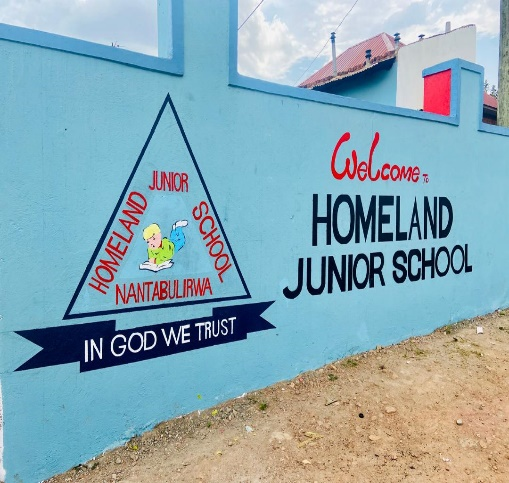 HOMELAND JUNIOR SCHOOL
NANTABULIRWA
IN GOD WE TRUST
Welcome TO
HOMELAND
JUNIOR SCHOOL